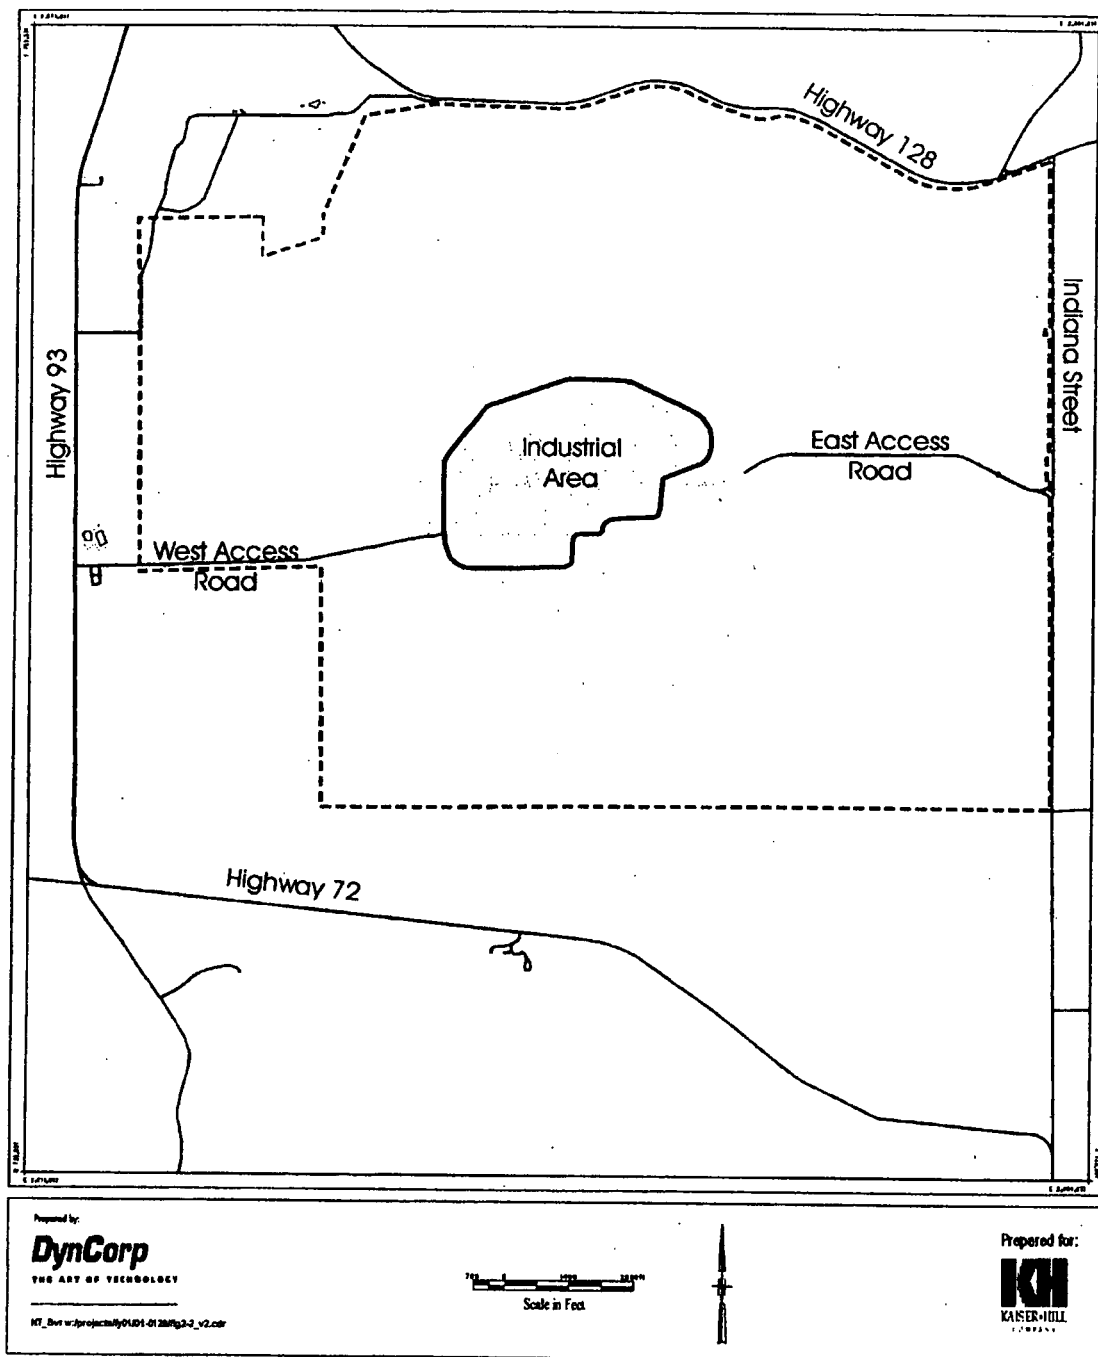 Highway 128
Indiana Street
Highway 93
Industrial
Area
East Access
Road
West Access
Road
Highway 72
Prepared by:
DynCorp
THE ART OF TECHNOLOGY
Scale in Feet
Prepared for:
KH
KAISER•HILL
COMPANY